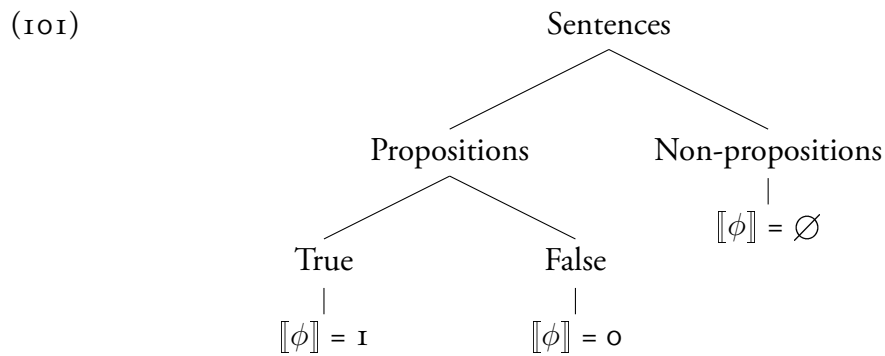 (101) Sentences
Propositions Non-propositions
⟦ϕ⟧ = ∅
True False
⟦ϕ⟧ = 1 ⟦ϕ⟧ = 0